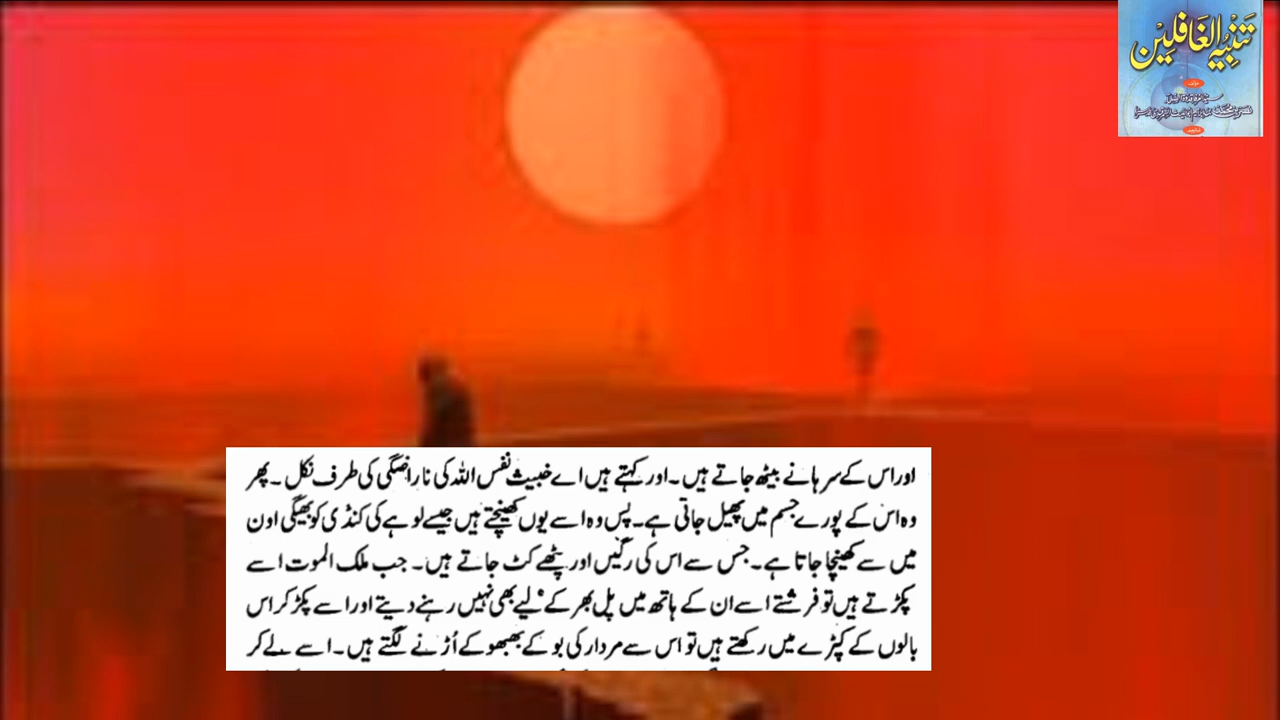 تنبیہ الغافلین
اور اس کے سرہانے بیٹھ جاتے ہیں۔ اور کہتے ہیں اے خبیث نفس اللہ کی ناراضگی کی طرف نکل۔ پھر
وہ اس کے پورے جسم میں پھیل جاتی ہے۔ پس وہ اسے یوں کھینچتے ہیں جیسے لوہے کی کنڈی کو بھیگی اون
میں سے کھینچا جاتا ہے۔ جس سے اس کی رگیں اور پٹھے کٹ جاتے ہیں۔ جب ملک الموت اسے
پکڑتے ہیں تو فرشتے اسے ان کے ہاتھ میں پل بھر کے لیے بھی نہیں رہنے دیتے اور اسے پکڑ کر اس
بالوں کے کپڑے میں رکھتے ہیں تو اس سے مردار کی بو کے بھبھوکے اُڑنے لگتے ہیں۔ اسے لے کر